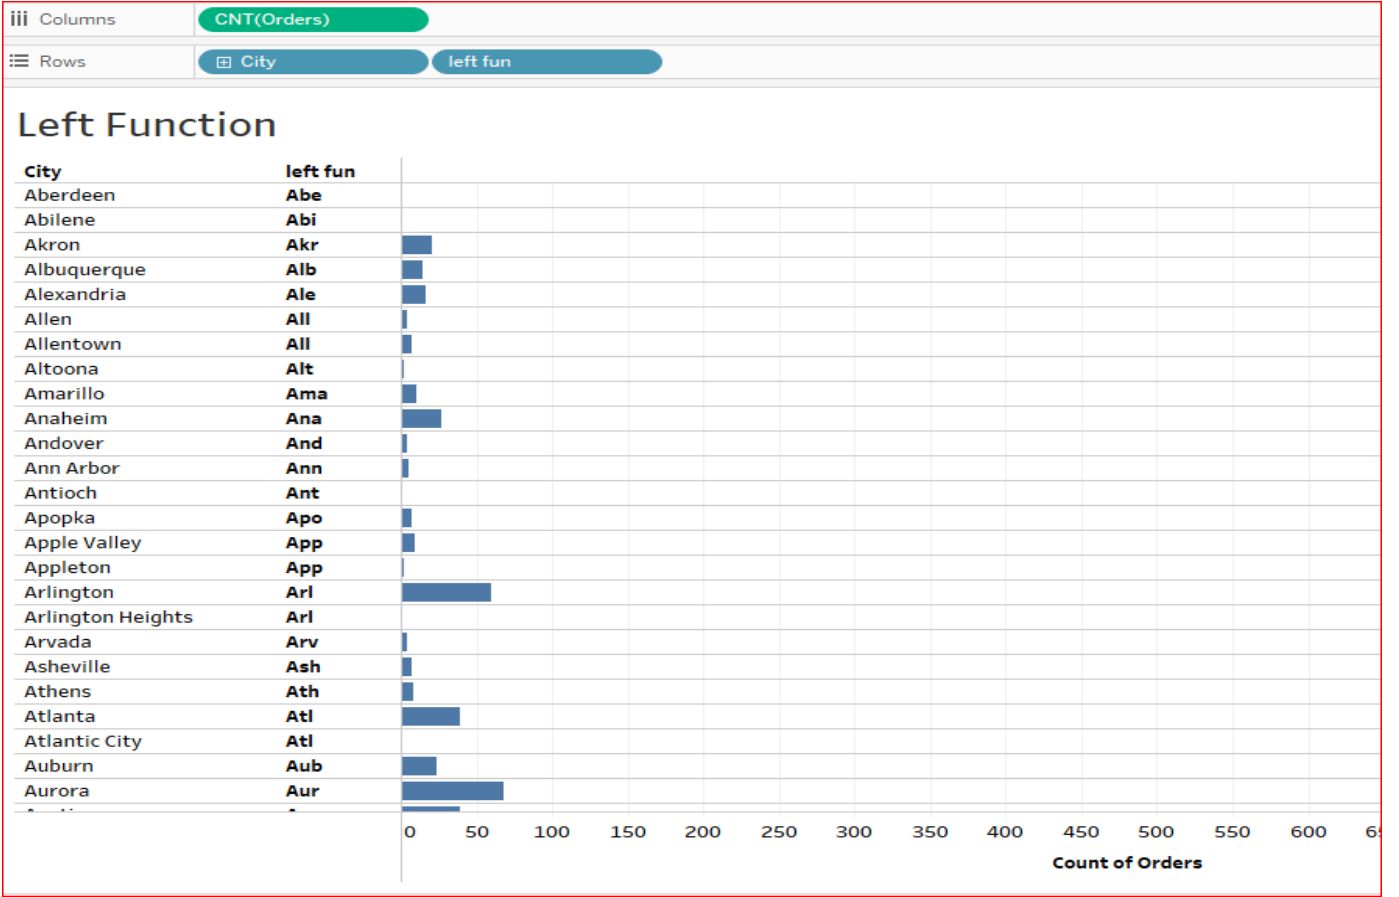 Columns CNT(Orders)
Rows City left fun
Left Function
City left fun
Aberdeen Abe
Abilene Abi
Akron Akr
Albuquerque Alb
Alexandria Ale
Allen All
Allentown All
Altoona Alt
Amarillo Ama
Anaheim Ana
Andover And
Ann Arbor Ann
Antioch Ant
Apopka Apo
Apple Valley App
Appleton App
Arlington Arl
Arlington Heights Arl
Arvada Arv
Asheville Ash
Athens Ath
Atlanta Atl
Atlantic City Atl
Auburn Aub
Aurora Aur
0 50 100 150 200 250 300 350 400 450 500 550 600
Count of Orders